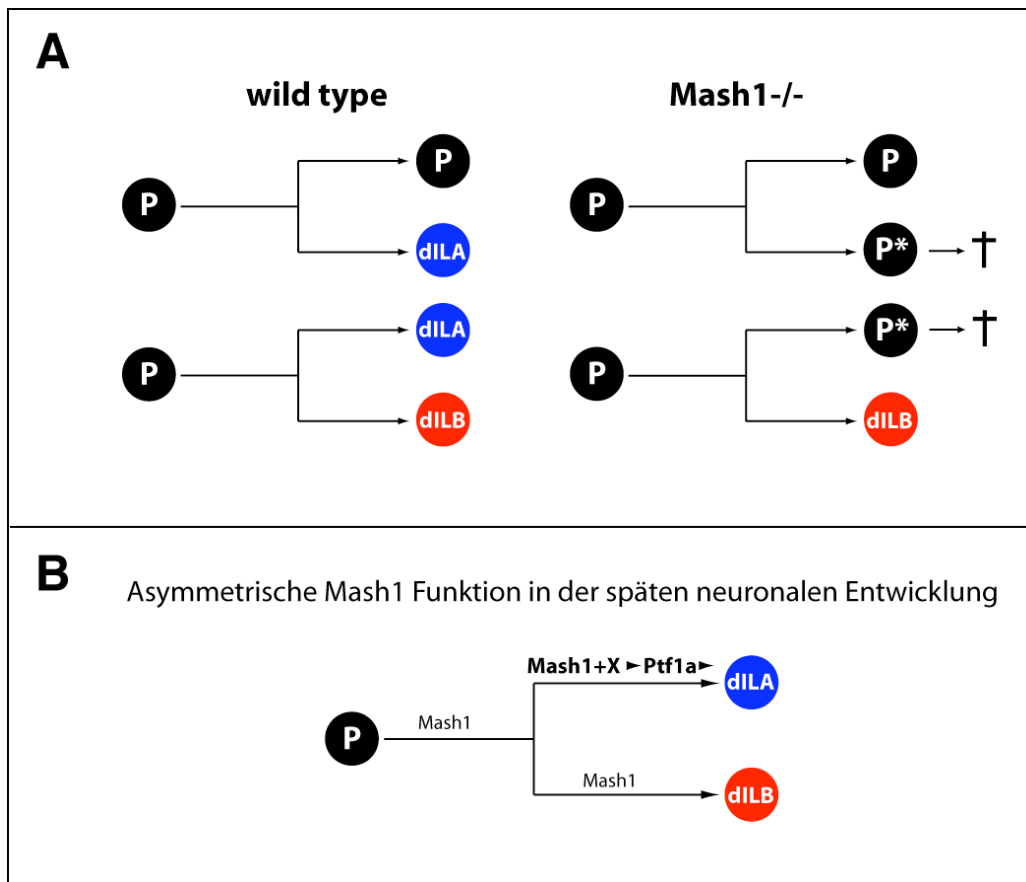 A
wild type
Mash1-/-
P
P
dILA
P
dILA
dILB
P
P
P*
†
P
P*
†
dILB
B
Asymmetrische Mash1 Funktion in der späten neuronalen Entwicklung
P
Mash1
Mash1+X ► Ptf1a ►
dILA
Mash1
dILB